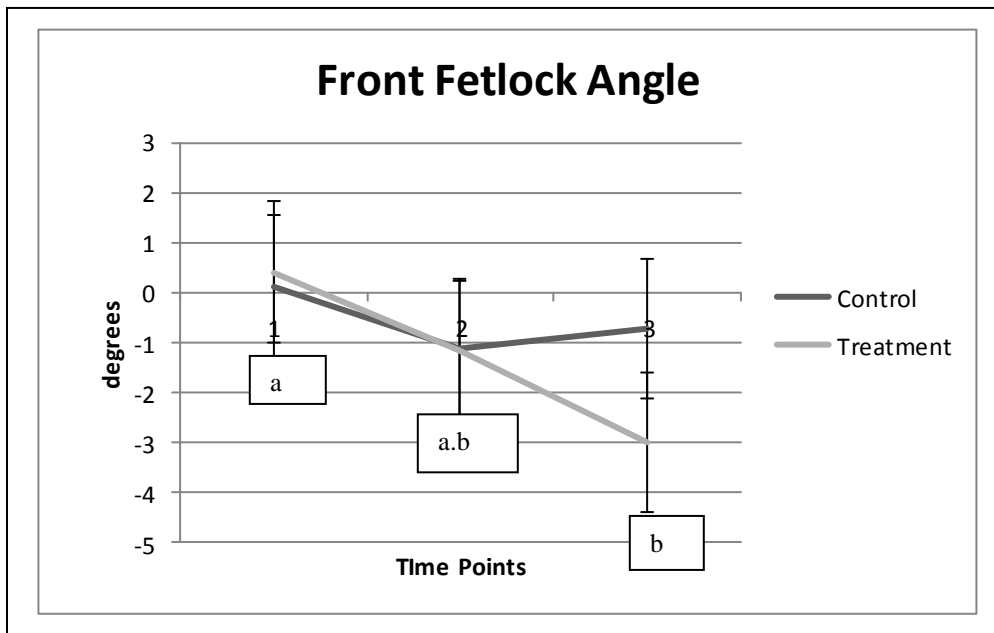 Front Fetlock Angle
3
2
1
0
-1
-2
-3
-4
-5
degrees
1
2
3
a
a.b
b
TIme Points
Control
Treatment